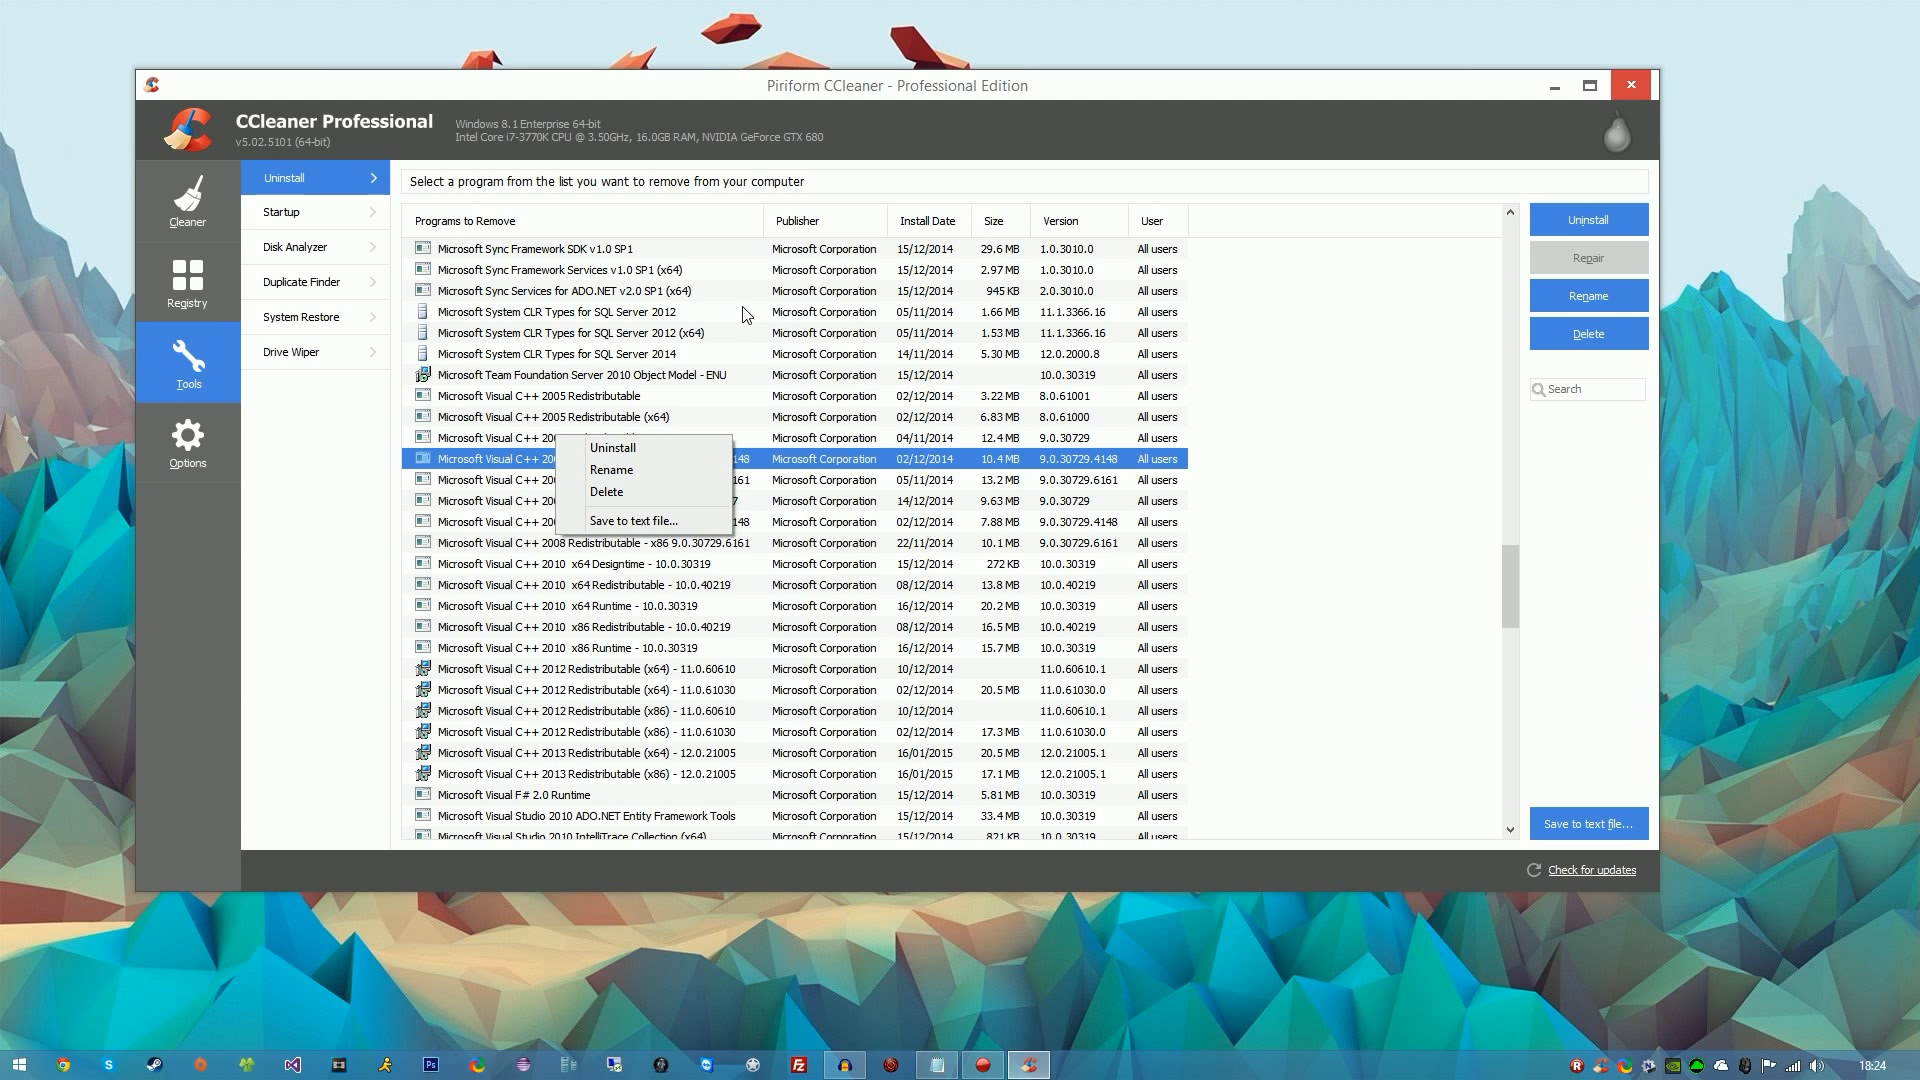 Piriform CCleaner - Professional Edition
CCleaner Professional
v5.02.5101 (64-bit)
Windows 8.1 Enterprise 64-bit
Intel Core i7-3770K CPU @ 3.50GHz, 16.0GB RAM, NVIDIA GeForce GTX 680
Cleaner
Registry
Tools
Options
Uninstall
Startup
Disk Analyzer
Duplicate Finder
System Restore
Drive Wiper
Select a program from the list you want to remove from your computer
Programs to Remove Publisher Install Date Size Version User
Microsoft Sync Framework SDK v1.0 SP1 Microsoft Corporation 15/12/2014 29.6 MB 1.0.3010.0 All users
Microsoft Sync Framework Services v1.0 SP1 (x64) Microsoft Corporation 15/12/2014 2.97 MB 1.0.3010.0 All users
Microsoft Sync Services for ADO.NET v2.0 SP1 (x64) Microsoft Corporation 15/12/2014 945 KB 2.0.3010.0 All users
Microsoft System CLR Types for SQL Server 2012 Microsoft Corporation 05/11/2014 1.66 MB 11.1.3366.16 All users
Microsoft System CLR Types for SQL Server 2012 (x64) Microsoft Corporation 05/11/2014 1.53 MB 11.1.3366.16 All users
Microsoft System CLR Types for SQL Server 2014 Microsoft Corporation 14/11/2014 5.30 MB 12.0.2000.8 All users
Microsoft Team Foundation Server 2010 Object Model - ENU Microsoft Corporation 15/12/2014 10.0.30319 All users
Microsoft Visual C++ 2005 Redistributable Microsoft Corporation 02/12/2014 3.22 MB 8.0.61001 All users
Microsoft Visual C++ 2005 Redistributable (x64) Microsoft Corporation 02/12/2014 6.83 MB 8.0.61000 All users
Microsoft Visual C++ 200 Microsoft Corporation 04/11/2014 12.4 MB 9.0.30729 All users
Microsoft Visual C++ 200 148 Microsoft Corporation 02/12/2014 10.4 MB 9.0.30729.4148 All users
Microsoft Visual C++ 200 161 Microsoft Corporation 05/11/2014 13.2 MB 9.0.30729.6161 All users
Microsoft Visual C++ 200 7 Microsoft Corporation 14/12/2014 9.63 MB 9.0.30729 All users
Microsoft Visual C++ 200 148 Microsoft Corporation 02/12/2014 7.88 MB 9.0.30729.4148 All users
Microsoft Visual C++ 2008 Redistributable - x86 9.0.30729.6161 Microsoft Corporation 22/11/2014 10.1 MB 9.0.30729.6161 All users
Microsoft Visual C++ 2010 x64 Designtime - 10.0.30319 Microsoft Corporation 15/12/2014 272 KB 10.0.30319 All users
Microsoft Visual C++ 2010 x64 Redistributable - 10.0.40219 Microsoft Corporation 08/12/2014 13.8 MB 10.0.40219 All users
Microsoft Visual C++ 2010 x64 Runtime - 10.0.30319 Microsoft Corporation 16/12/2014 20.2 MB 10.0.30319 All users
Microsoft Visual C++ 2010 x86 Redistributable - 10.0.40219 Microsoft Corporation 08/12/2014 16.5 MB 10.0.40219 All users
Microsoft Visual C++ 2010 x86 Runtime - 10.0.30319 Microsoft Corporation 16/12/2014 15.7 MB 10.0.30319 All users
Microsoft Visual C++ 2012 Redistributable (x64) - 11.0.60610 Microsoft Corporation 10/12/2014 11.0.60610.1 All users
Microsoft Visual C++ 2012 Redistributable (x64) - 11.0.61030 Microsoft Corporation 02/12/2014 20.5 MB 11.0.61030.0 All users
Microsoft Visual C++ 2012 Redistributable (x86) - 11.0.60610 Microsoft Corporation 10/12/2014 11.0.60610.1 All users
Microsoft Visual C++ 2012 Redistributable (x86) - 11.0.61030 Microsoft Corporation 02/12/2014 17.3 MB 11.0.61030.0 All users
Microsoft Visual C++ 2013 Redistributable (x64) - 12.0.21005 Microsoft Corporation 16/01/2015 20.5 MB 12.0.21005.1 All users
Microsoft Visual C++ 2013 Redistributable (x86) - 12.0.21005 Microsoft Corporation 16/01/2015 17.1 MB 12.0.21005.1 All users
Microsoft Visual F# 2.0 Runtime Microsoft Corporation 15/12/2014 5.81 MB 10.0.30319 All users
Microsoft Visual Studio 2010 ADO.NET Entity Framework Tools Microsoft Corporation 15/12/2014 33.4 MB 10.0.30319 All users
Microsoft Visual Studio 2010 IntelliTrace Collection (x64) Microsoft Corporation 15/12/2014 821 KB 10.0.30319 All users
Uninstall
Rename
Delete
Save to text file...
Uninstall
Repair
Rename
Delete
Search
Save to text file...
Check for updates
Ps
Fz
18:24